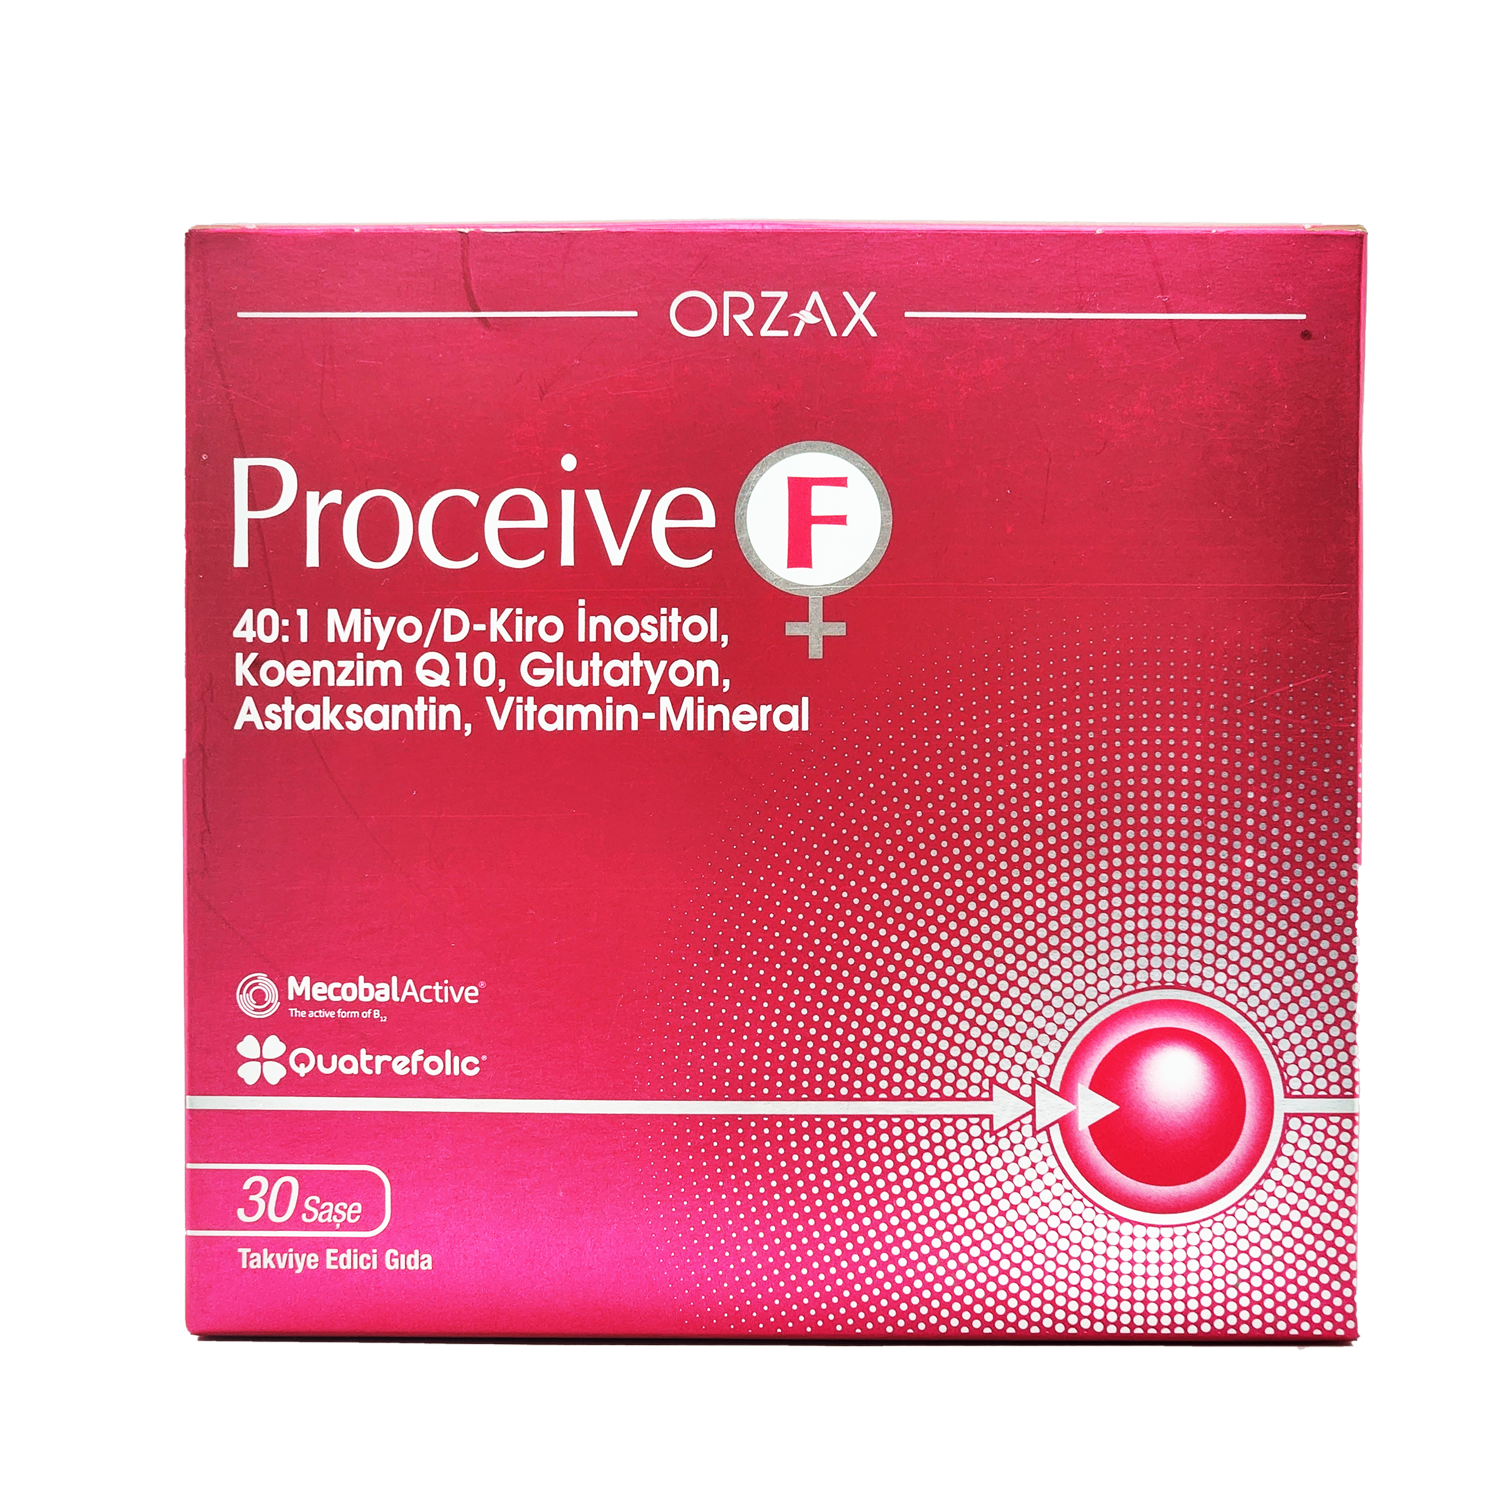 ORZAX
Proceive F
40:1 Miyo/D-Kiro İnositol,
Koenzim Q10, Glutatyon,
Astaksantin, Vitamin-Mineral
MecobalActive®
The active form of B12
Quatrefolic®
30 Saşe
Takviye Edici Gıda